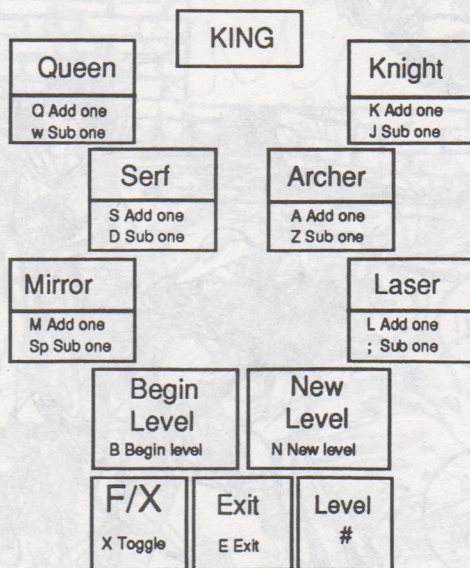 KING
Queen
Q Add one
w Sub one
Knight
K Add one
J Sub one
Serf
S Add one
D Sub one
Archer
A Add one
Z Sub one
Mirror
M Add one
Sp Sub one
Laser
L Add one
; Sub one
Begin
Level
B Begin level
New
Level
N New level
F/X
X Toggle
Exit
E Exit
Level
#